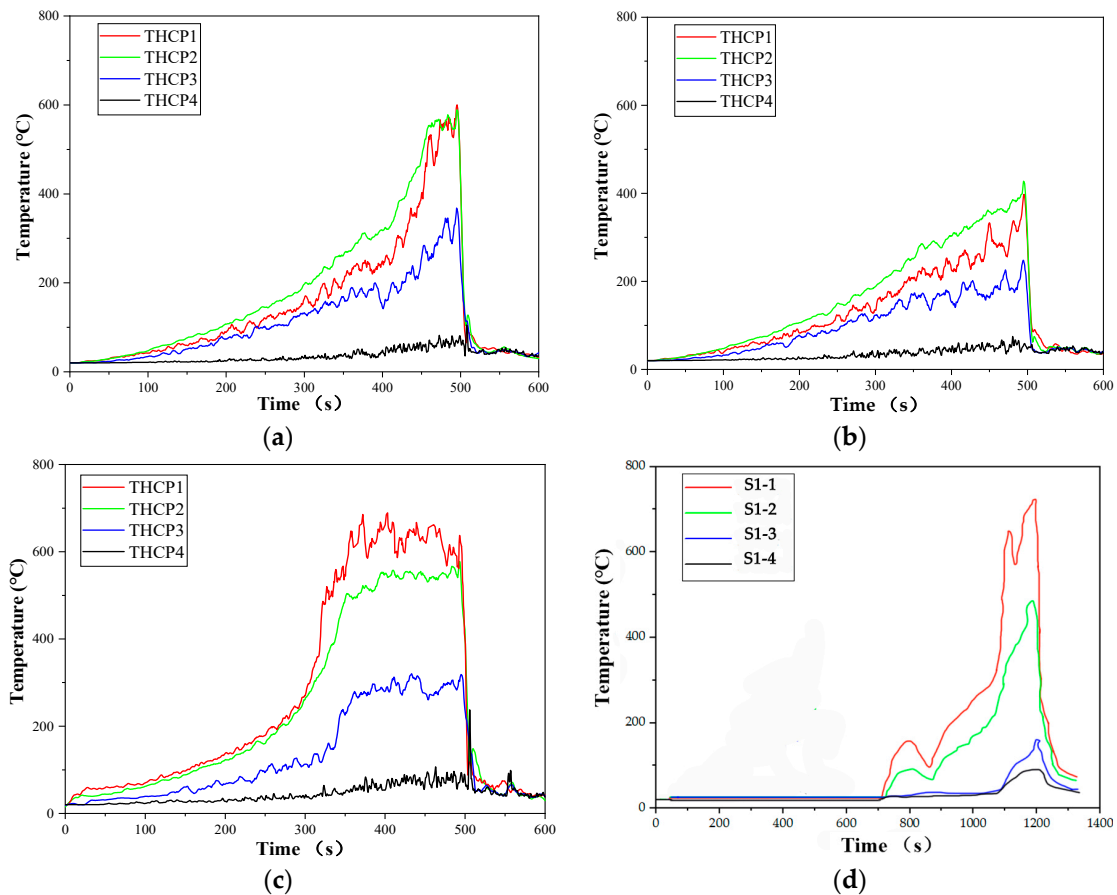 800
600
400
200
0
Temperature (℃)
THCP1
THCP2
THCP3
THCP4
0 100 200 300 400 500 600
Time (s)
(a)
800
600
400
200
0
Temperature (℃)
THCP1
THCP2
THCP3
THCP4
0 100 200 300 400 500 600
Time (s)
(b)
800
600
400
200
0
Temperature (℃)
THCP1
THCP2
THCP3
THCP4
0 100 200 300 400 500 600
Time (s)
(c)
800
600
400
200
0
Temperature (℃)
S1-1
S1-2
S1-3
S1-4
0 200 400 600 800 1000 1200 1400
Time (s)
(d)